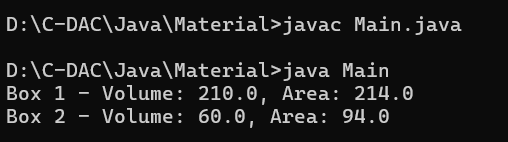 D:\C-DAC\Java\Material>javac Main.java
D:\C-DAC\Java\Material>java Main
Box 1 - Volume: 210.0, Area: 214.0
Box 2 - Volume: 60.0, Area: 94.0